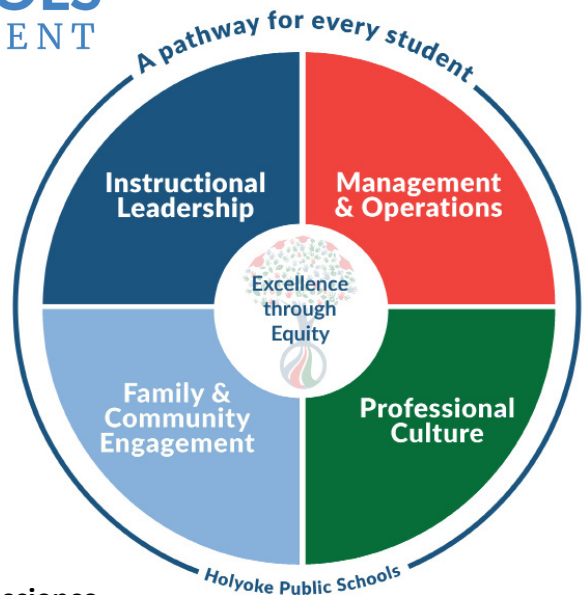 A pathway for every student
Instructional
Leadership
Management
& Operations
Excellence
through
Equity
Family &
Community
Engagement
Professional
Culture
Holyoke Public Schools